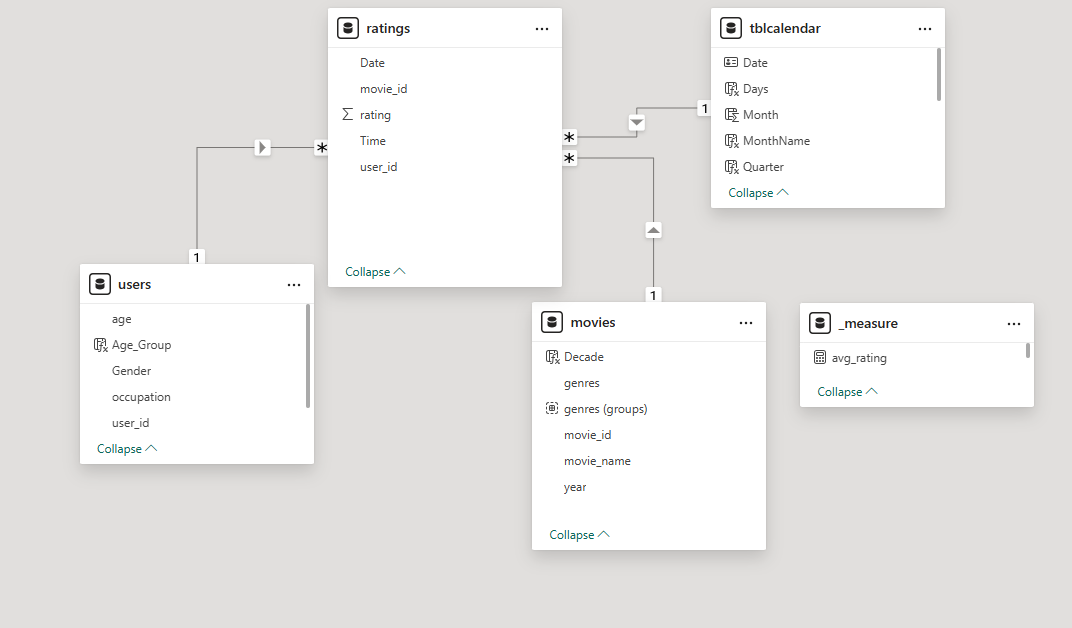 ratings
Date
movie_id
rating
Time
user_id
Collapse
tblcalendar
Date
Days
Month
MonthName
Quarter
Collapse
*
*
*
1
1
1
users
age
Age_Group
Gender
occupation
user_id
Collapse
movies
Decade
genres
genres (groups)
movie_id
movie_name
year
Collapse
_measure
avg_rating
Collapse